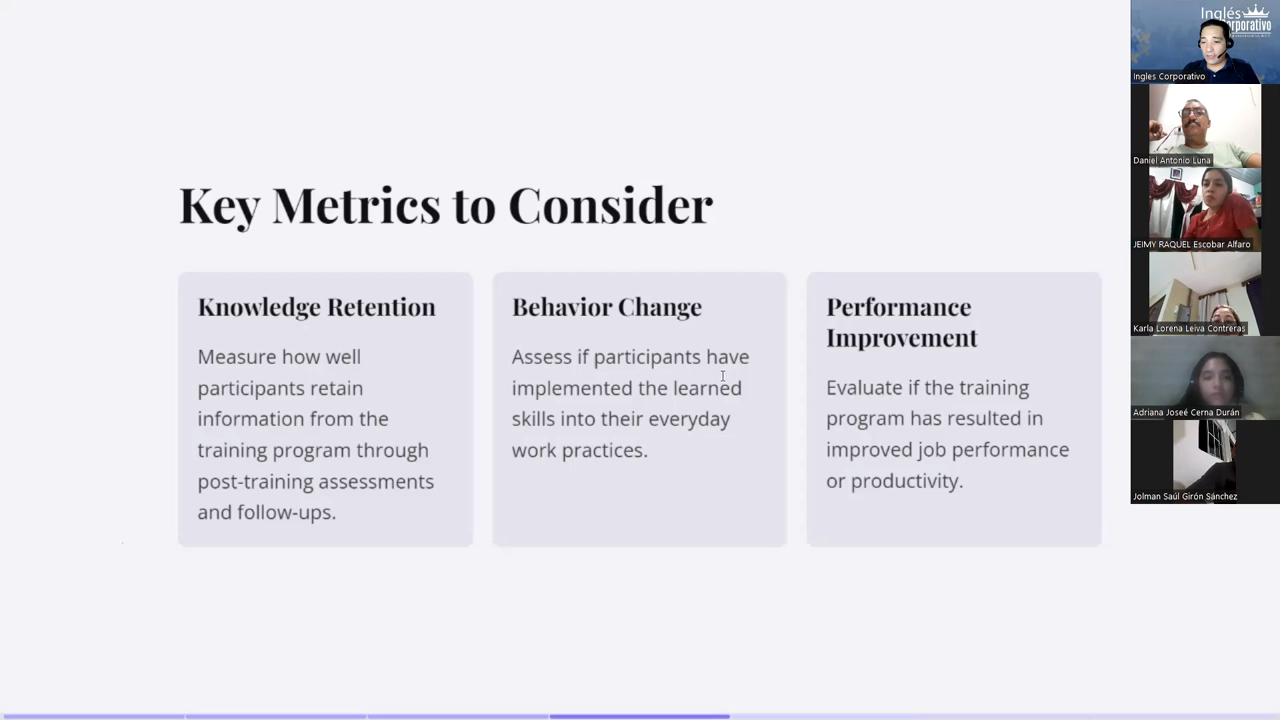 Key Metrics to Consider
Knowledge Retention
Measure how well
participants retain
information from the
training program through
post-training assessments
and follow-ups.
Behavior Change
Assess if participants have
implemented the learned
skills into their everyday
work practices.
Performance
Improvement
Evaluate if the training
program has resulted in
improved job performance
or productivity.
Inglés
Corporativo
Ingles Corporativo
Daniel Antonio Luna
JEIMY RAQUEL Escobar Alfaro
Karla Lorena Leiva Contreras
Adriana Joseé Cerna Durán
Jolman Saúl Girón Sánchez